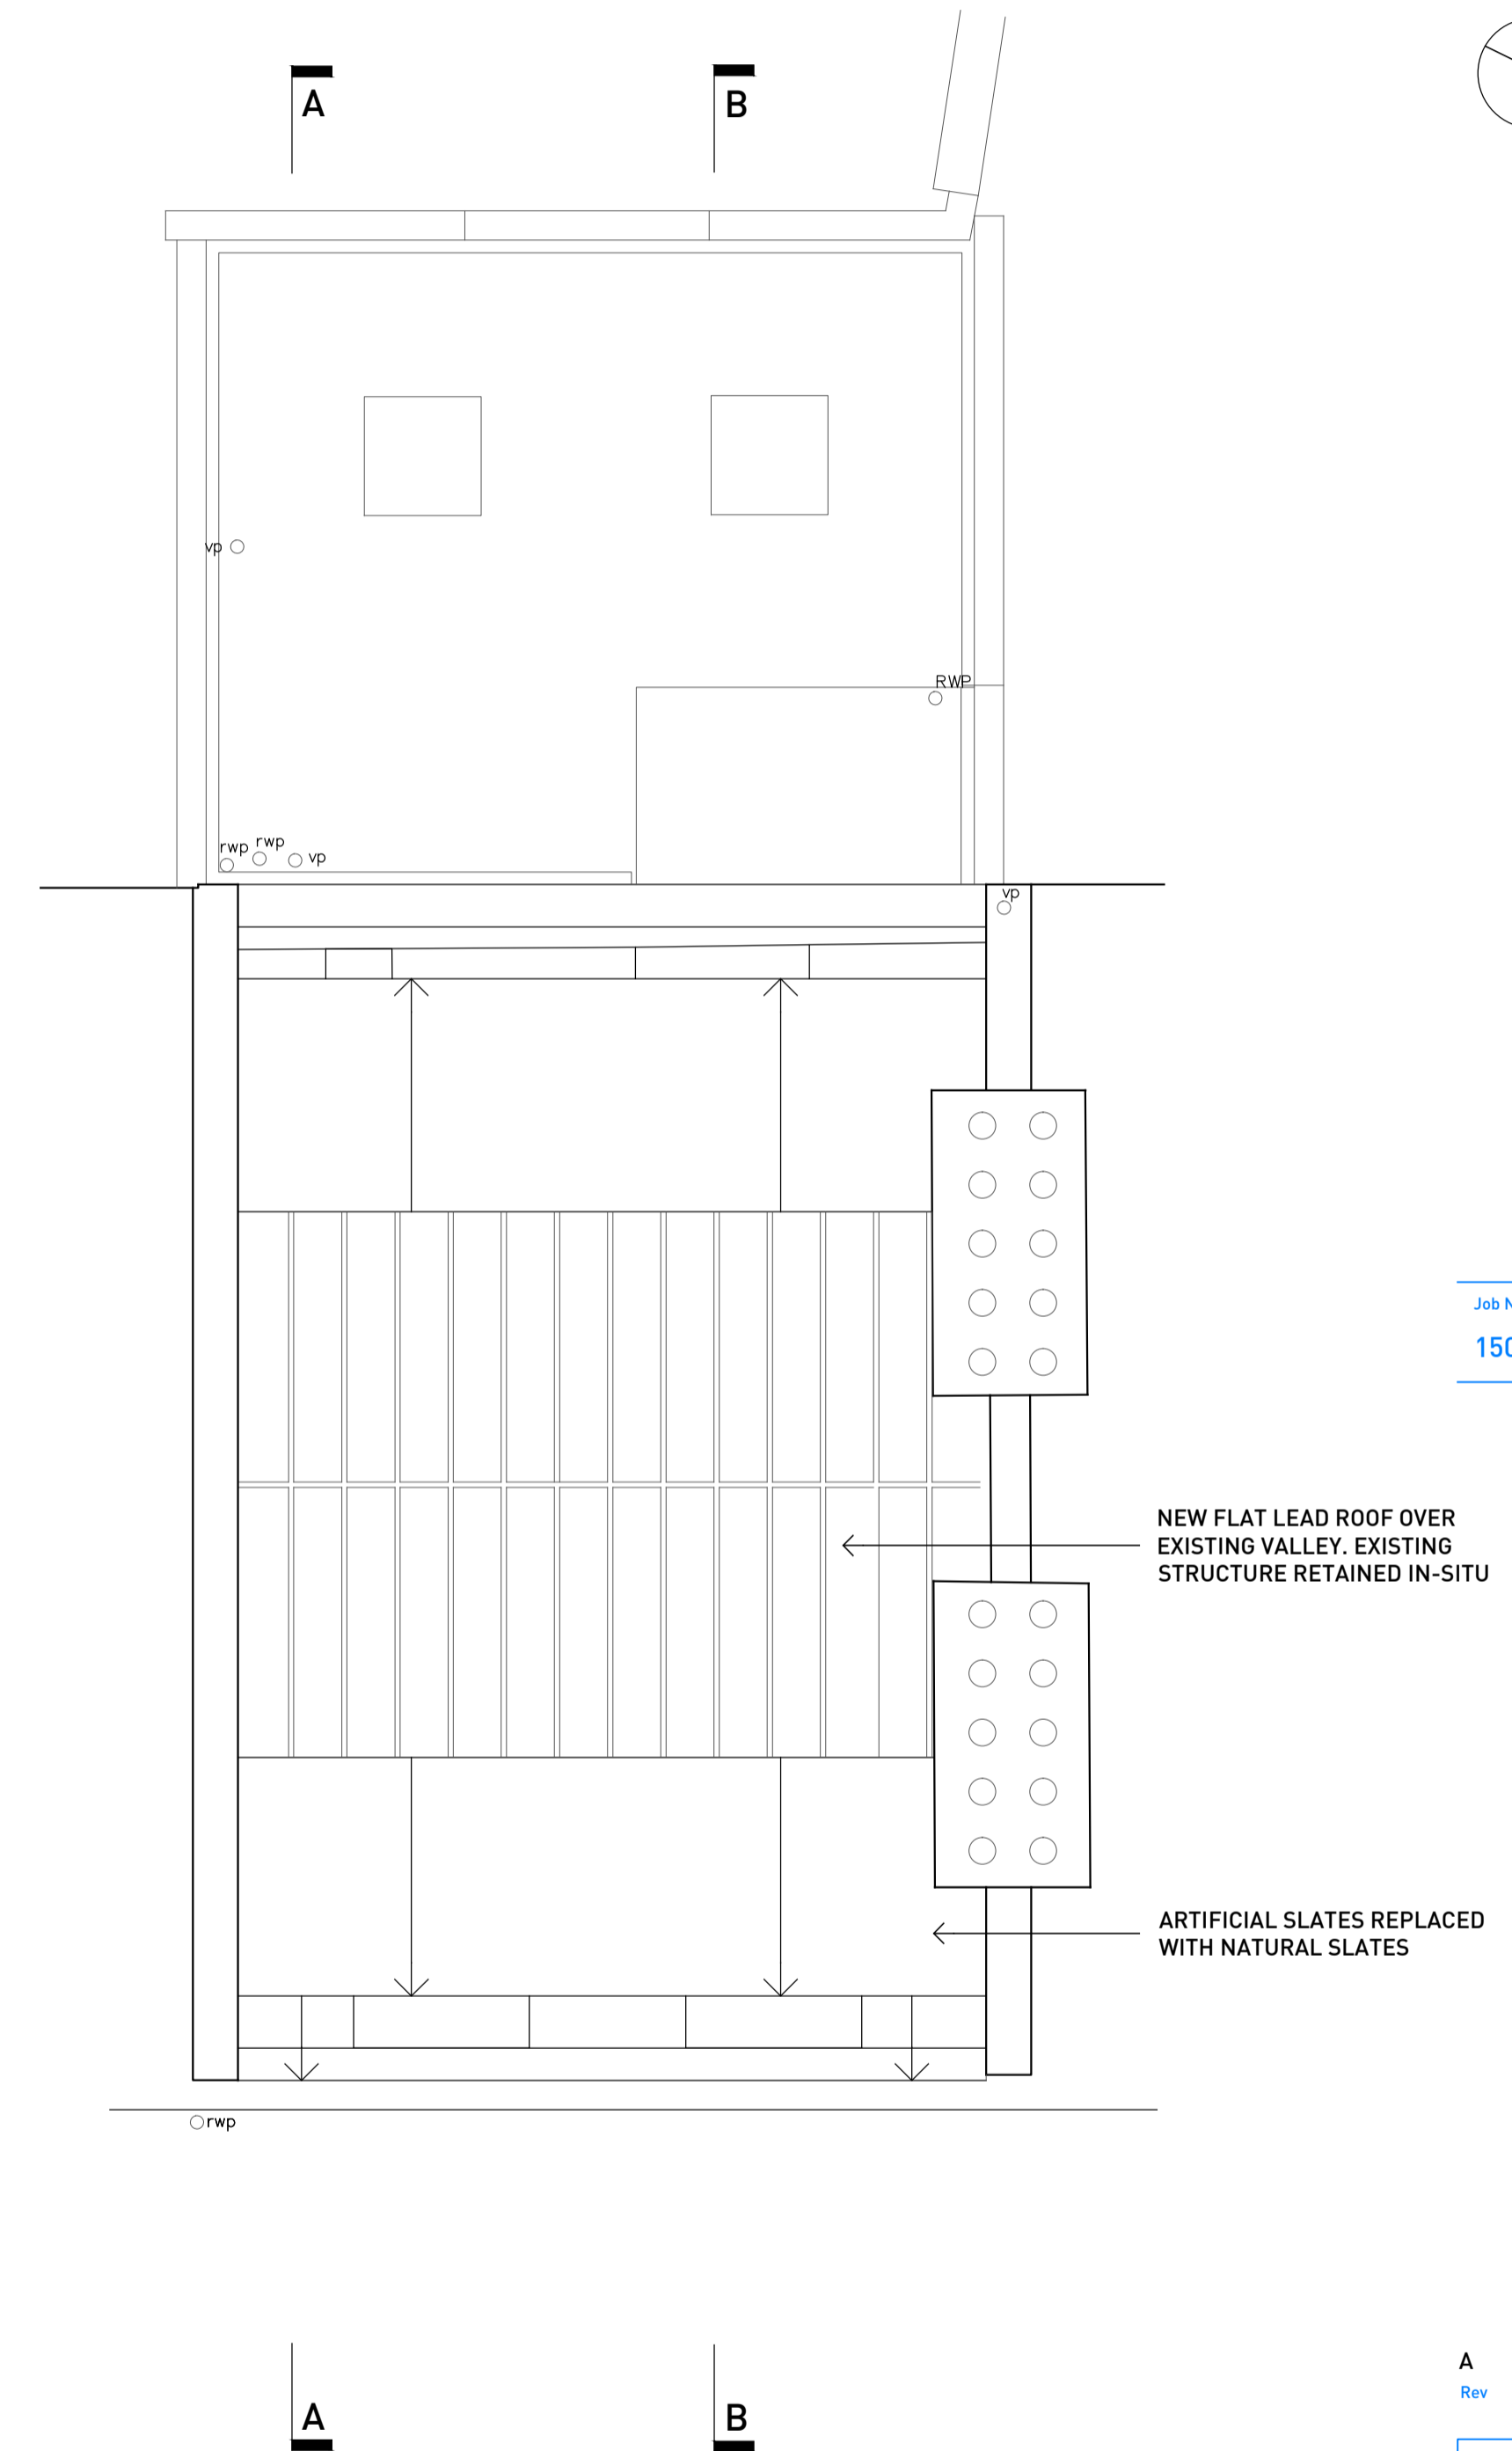 A
B
vp
RWP
rwp
rwp
vp
vp
NEW FLAT LEAD ROOF OVER
EXISTING VALLEY. EXISTING
STRUCTURE RETAINED IN-SITU
ARTIFICIAL SLATES REPLACED
WITH NATURAL SLATES
rwp
A
Rev
A
B
Job